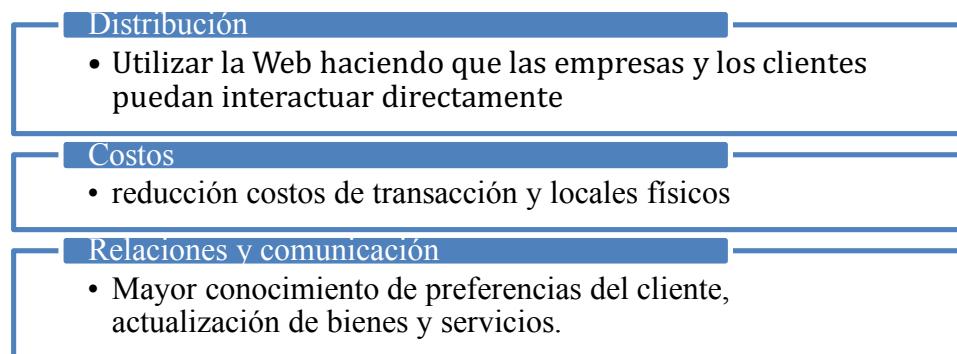 Distribución
• Utilizar la Web haciendo que las empresas y los clientes
puedan interactuar directamente
Costos
• reducción costos de transacción y locales físicos
Relaciones y comunicación
• Mayor conocimiento de preferencias del cliente,
actualización de bienes y servicios.